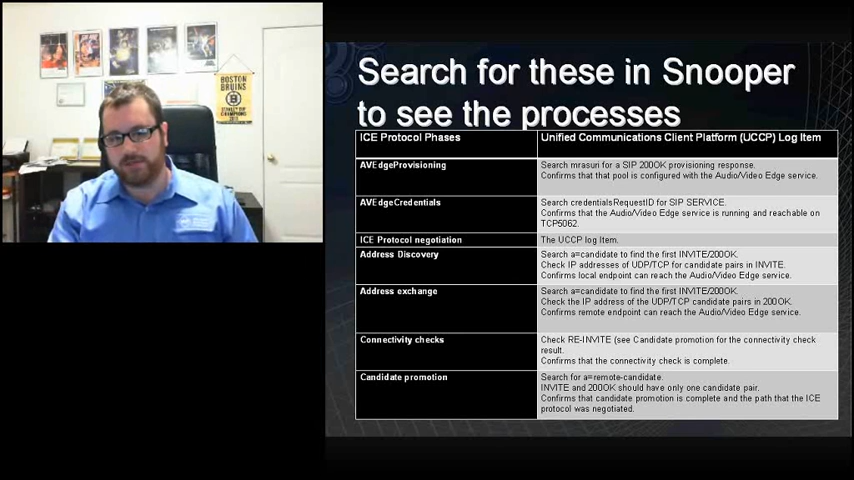 Search for these in Snooper
to see the processes
ICE Protocol Phases
Unified Communications Client Platform (UCCP) Log Item
AVEdgeProvisioning
Search mrasuri for a SIP 200OK provisioning response.
Confirms that that pool is configured with the Audio/Video Edge service.
AVEdgeCredentials
Search credentialsRequestID for SIP SERVICE.
Confirms that the Audio/Video Edge service is running and reachable on
TCP5062.
ICE Protocol negotiation
The UCCP log Item.
Address Discovery
Search a=candidate to find the first INVITE/200OK.
Check IP addresses of UDP/TCP for candidate pairs in INVITE.
Confirms local endpoint can reach the Audio/Video Edge service.
Address exchange
Search a=candidate to find the first INVITE/200OK.
Check the IP address of the UDP/TCP candidate pairs in 200OK.
Confirms remote endpoint can reach the Audio/Video Edge service.
Connectivity checks
Check RE-INVITE (see Candidate promotion for the connectivity check
result.
Confirms that the connectivity check is complete.
Candidate promotion
Search for a=remote-candidate.
INVITE and 200OK should have only one candidate pair.
Confirms that candidate promotion is complete and the path that the ICE
protocol was negotiated.
BOSTON
BRUINS